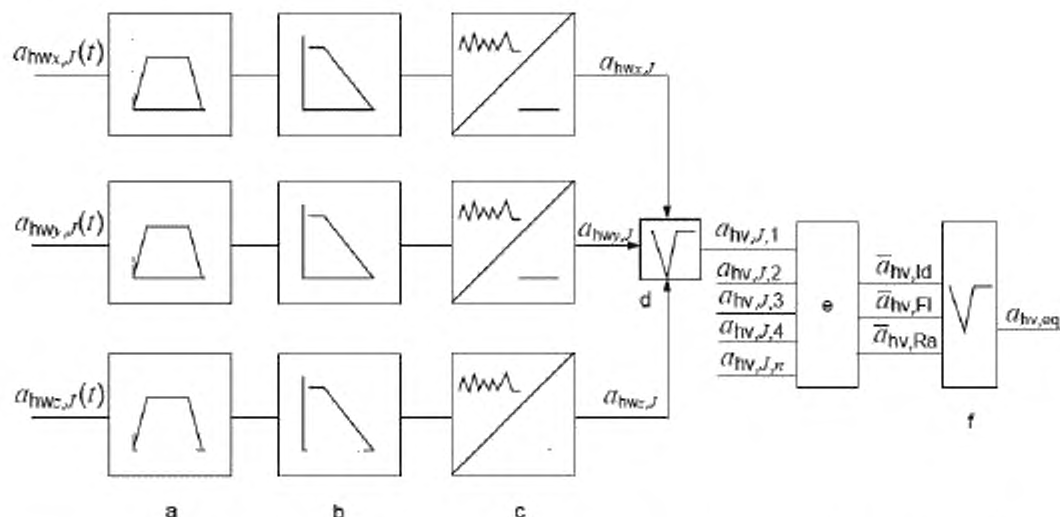 a_hwx,J(t)
a_hwx,J
a_hwy,J(t)
a_hwy,J
a_hv,J,1
a_hv,J,2
a_hv,J,3
a_hv,J,4
a_hv,J,n
d
e
ā_hv,Id
ā_hv,Fl
ā_hv,Ra
a_hv,eq
f
a_hwz,J(t)
a_hwz,J
a
b
c